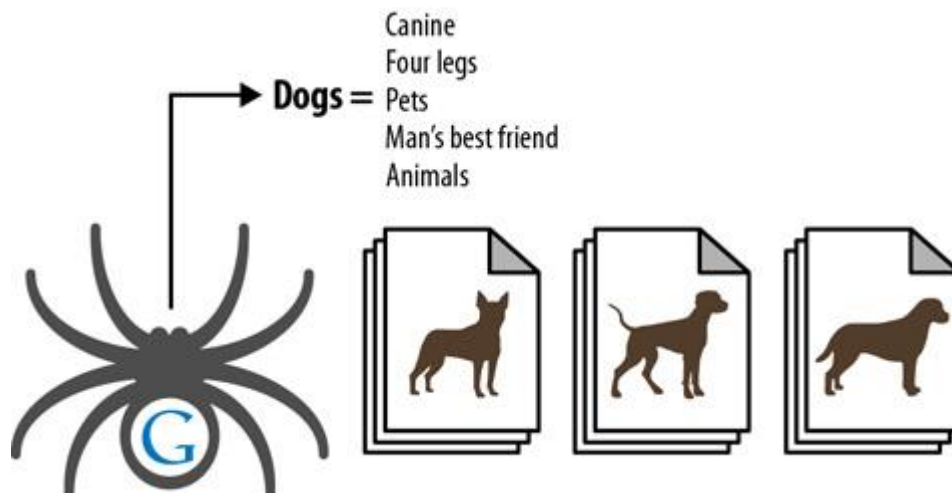 Canine
Four legs
Dogs = Pets
Man's best friend
Animals
G